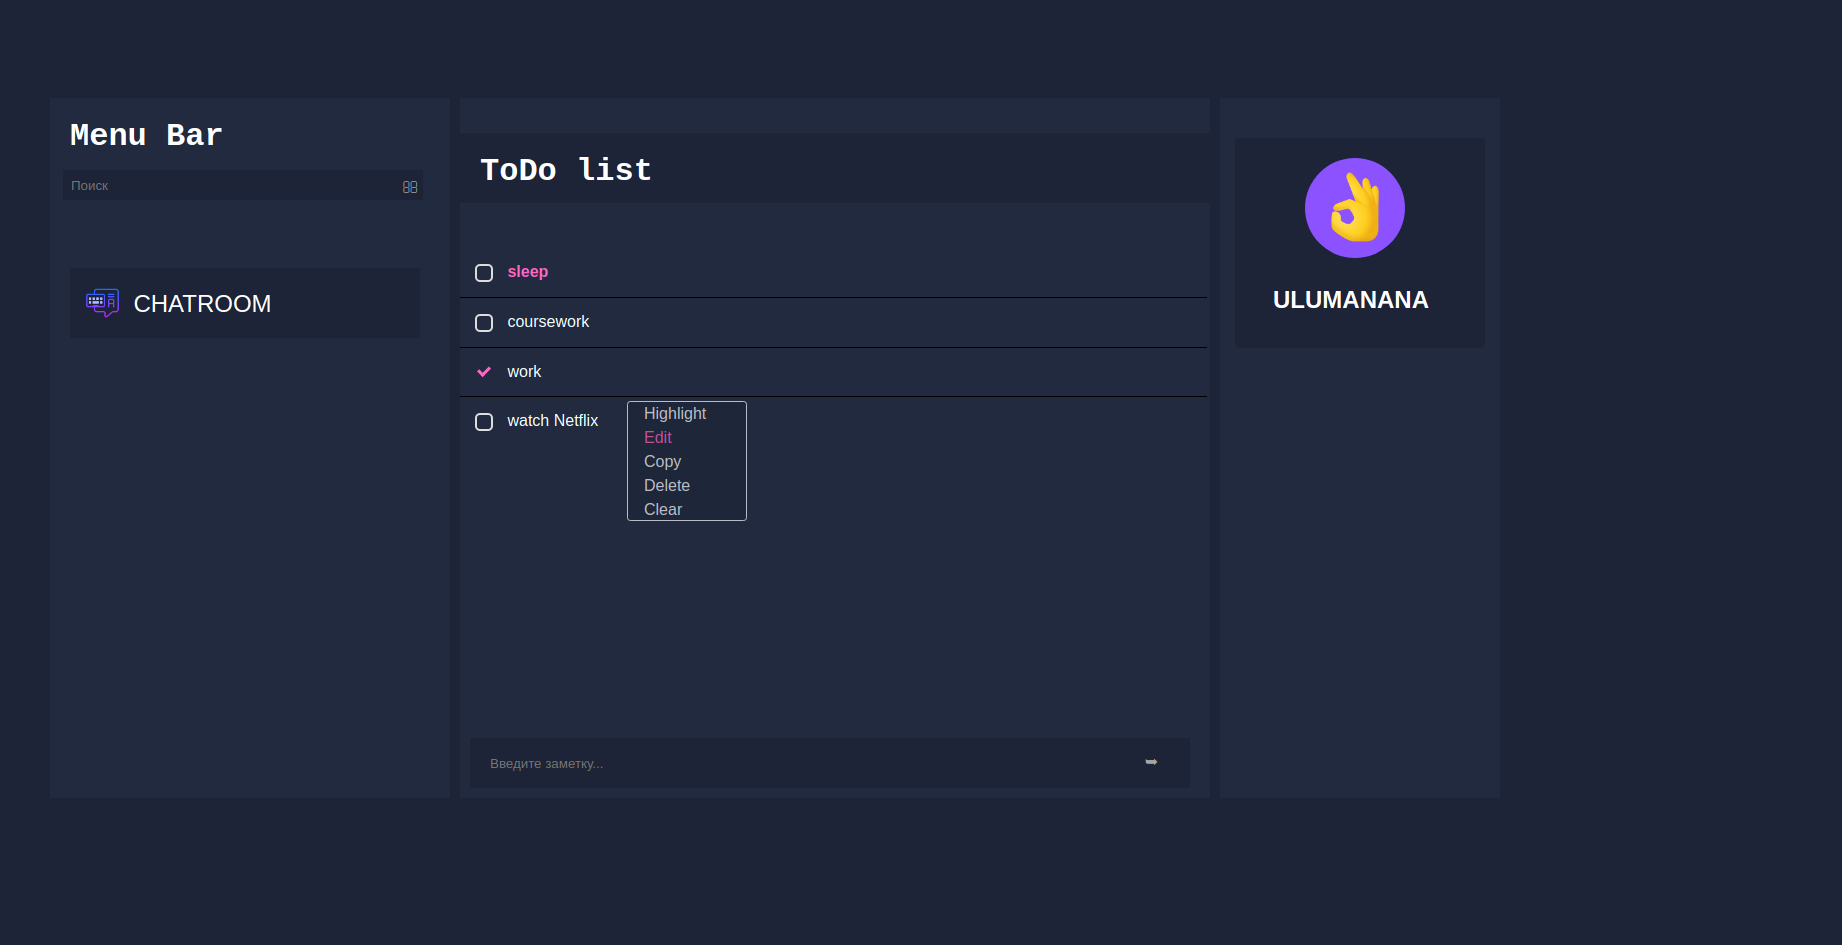 Menu Bar
Поиск
CHATROOM
ToDo list
sleep
coursework
work
watch Netflix
Highlight
Edit
Copy
Delete
Clear
Введите заметку...
ULUMANANA